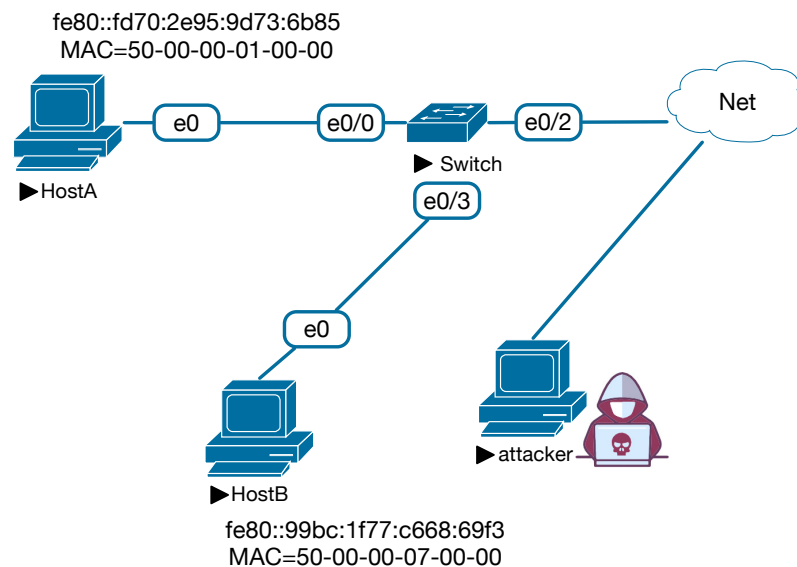 fe80::fd70:2e95:9d73:6b85
MAC=50-00-00-01-00-00
e0
e0/0
e0/2
Net
HostA
Switch
e0/3
e0
attacker
HostB
fe80::99bc:1f77:c668:69f3
MAC=50-00-00-07-00-00